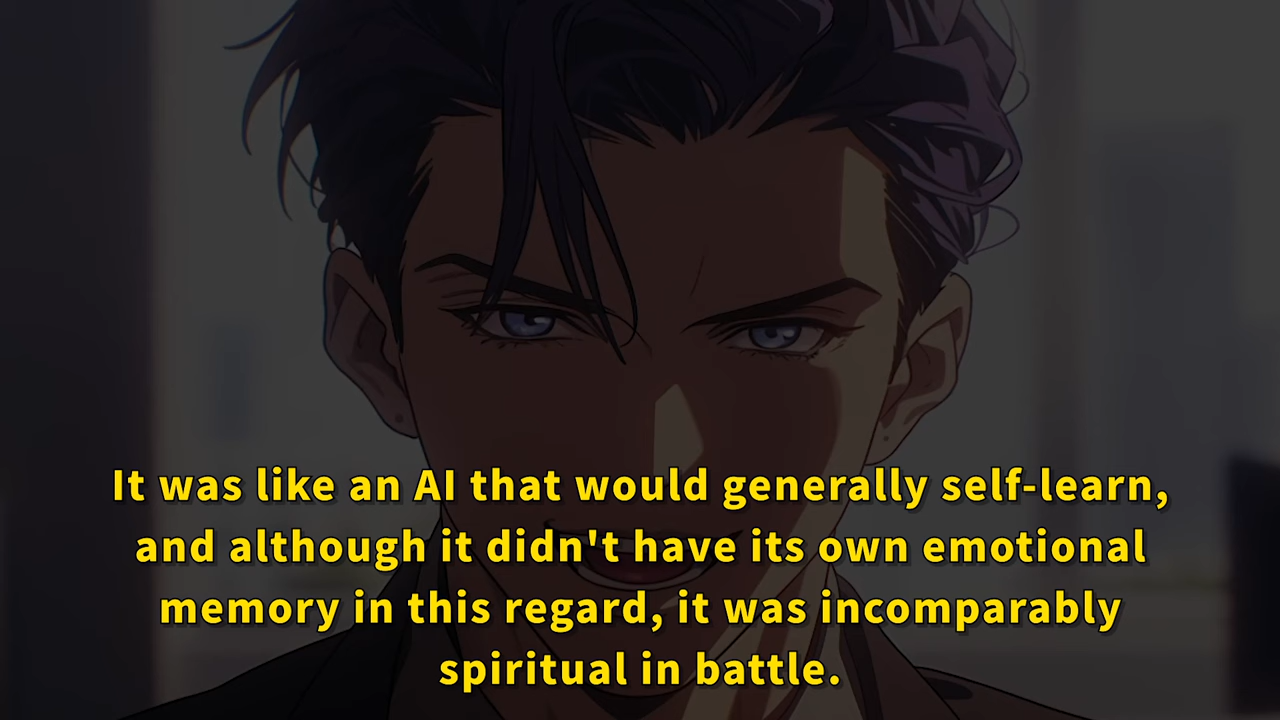 It was like an AI that would generally self-learn,
and although it didn't have its own emotional
memory in this regard, it was incomparably
spiritual in battle.